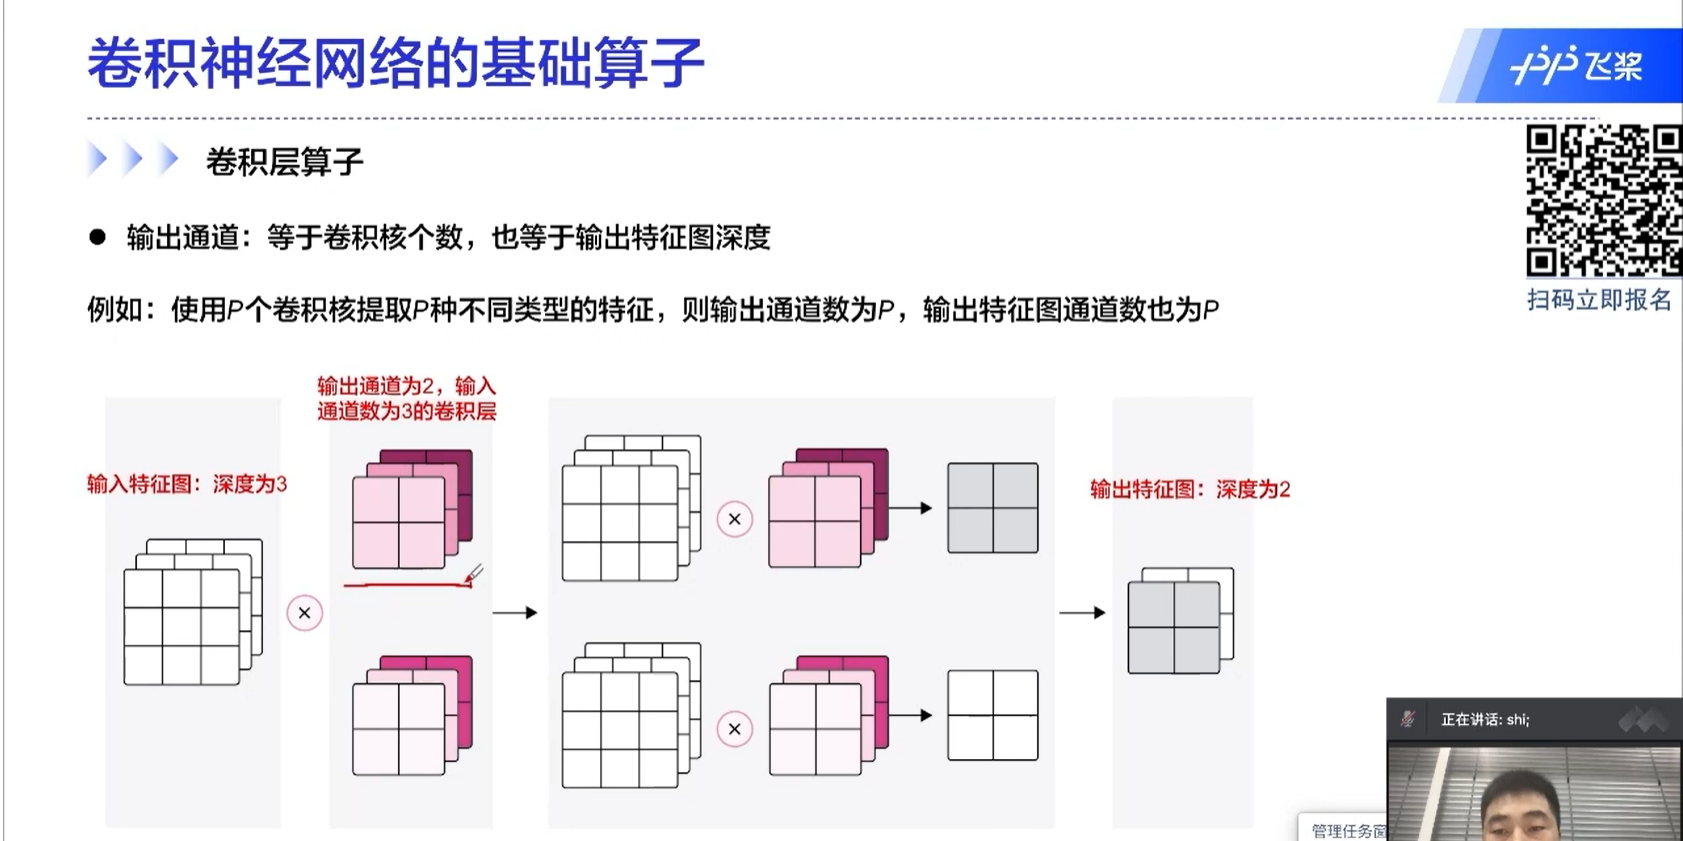 卷积神经网络的基础算子
飞桨
卷积层算子
输出通道：等于卷积核个数，也等于输出特征图深度
扫码立即报名
例如：使用P个卷积核提取P种不同类型的特征，则输出通道数为P，输出特征图通道数也为P
输出通道为2，输入
通道数为3的卷积层
输入特征图：深度为3
输出特征图：深度为2
正在讲话: shi;
管理任务窗